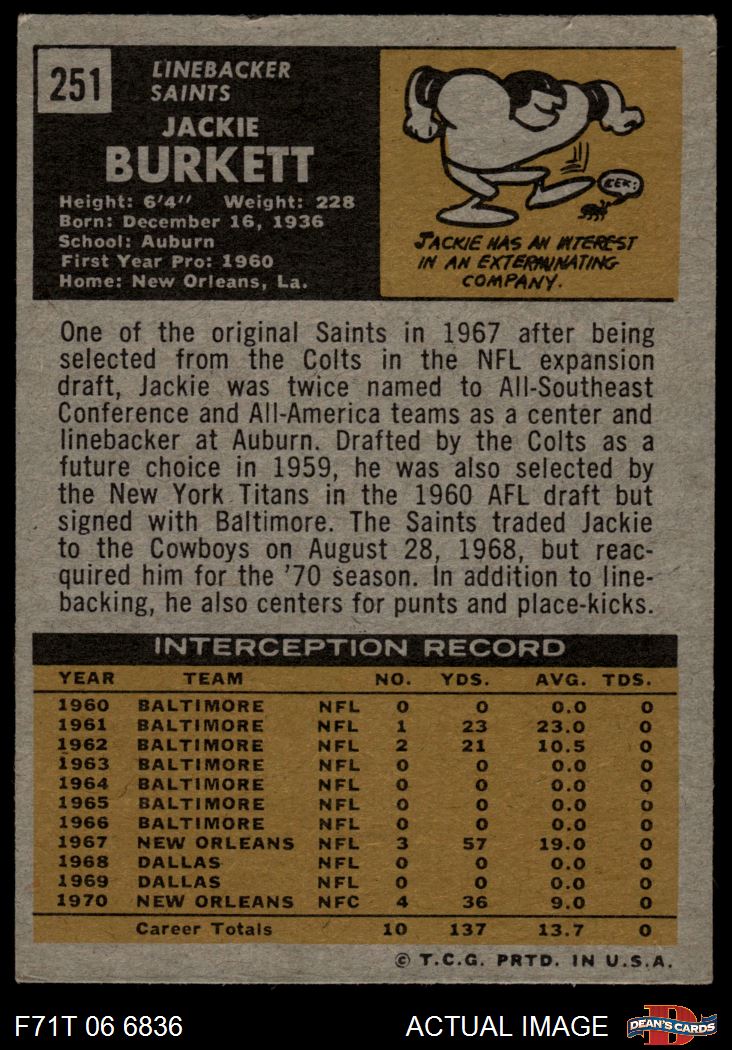 251
LINEBACKER
SAINTS
JACKIE
BURKETT
Height: 6'4" Weight: 228
Born: December 16, 1936
School: Auburn
First Year Pro: 1960
Home: New Orleans, La.
EEK!
JACKIE HAS AN INTEREST
IN AN EXTERMINATING
COMPANY.
One of the original Saints in 1967 after being
selected from the Colts in the NFL expansion
draft, Jackie was twice named to All-Southeast
Conference and All-America teams as a center and
linebacker at Auburn. Drafted by the Colts as a
future choice in 1959, he was also selected by
the New York Titans in the 1960 AFL draft but
signed with Baltimore. The Saints traded Jackie
to the Cowboys on August 28, 1968, but reac-
quired him for the '70 season. In addition to line-
backing, he also centers for punts and place-kicks.
INTERCEPTION RECORD
YEAR TEAM NO. YDS. AVG. TDS.
1960 BALTIMORE NFL 0 0 0.0 0
1961 BALTIMORE NFL 1 23 23.0 0
1962 BALTIMORE NFL 2 21 10.5 0
1963 BALTIMORE NFL 0 0 0.0 0
1964 BALTIMORE NFL 0 0 0.0 0
1965 BALTIMORE NFL 0 0 0.0 0
1966 BALTIMORE NFL 0 0 0.0 0
1967 NEW ORLEANS NFL 3 57 19.0 0
1968 DALLAS NFL 0 0 0.0 0
1969 DALLAS NFL 0 0 0.0 0
1970 NEW ORLEANS NFC 4 36 9.0 0
Career Totals 10 137 13.7 0
© T.C.G. PRTD. IN U.S.A.
F71T 06 6836 ACTUAL IMAGE D DEAN'S CARDS